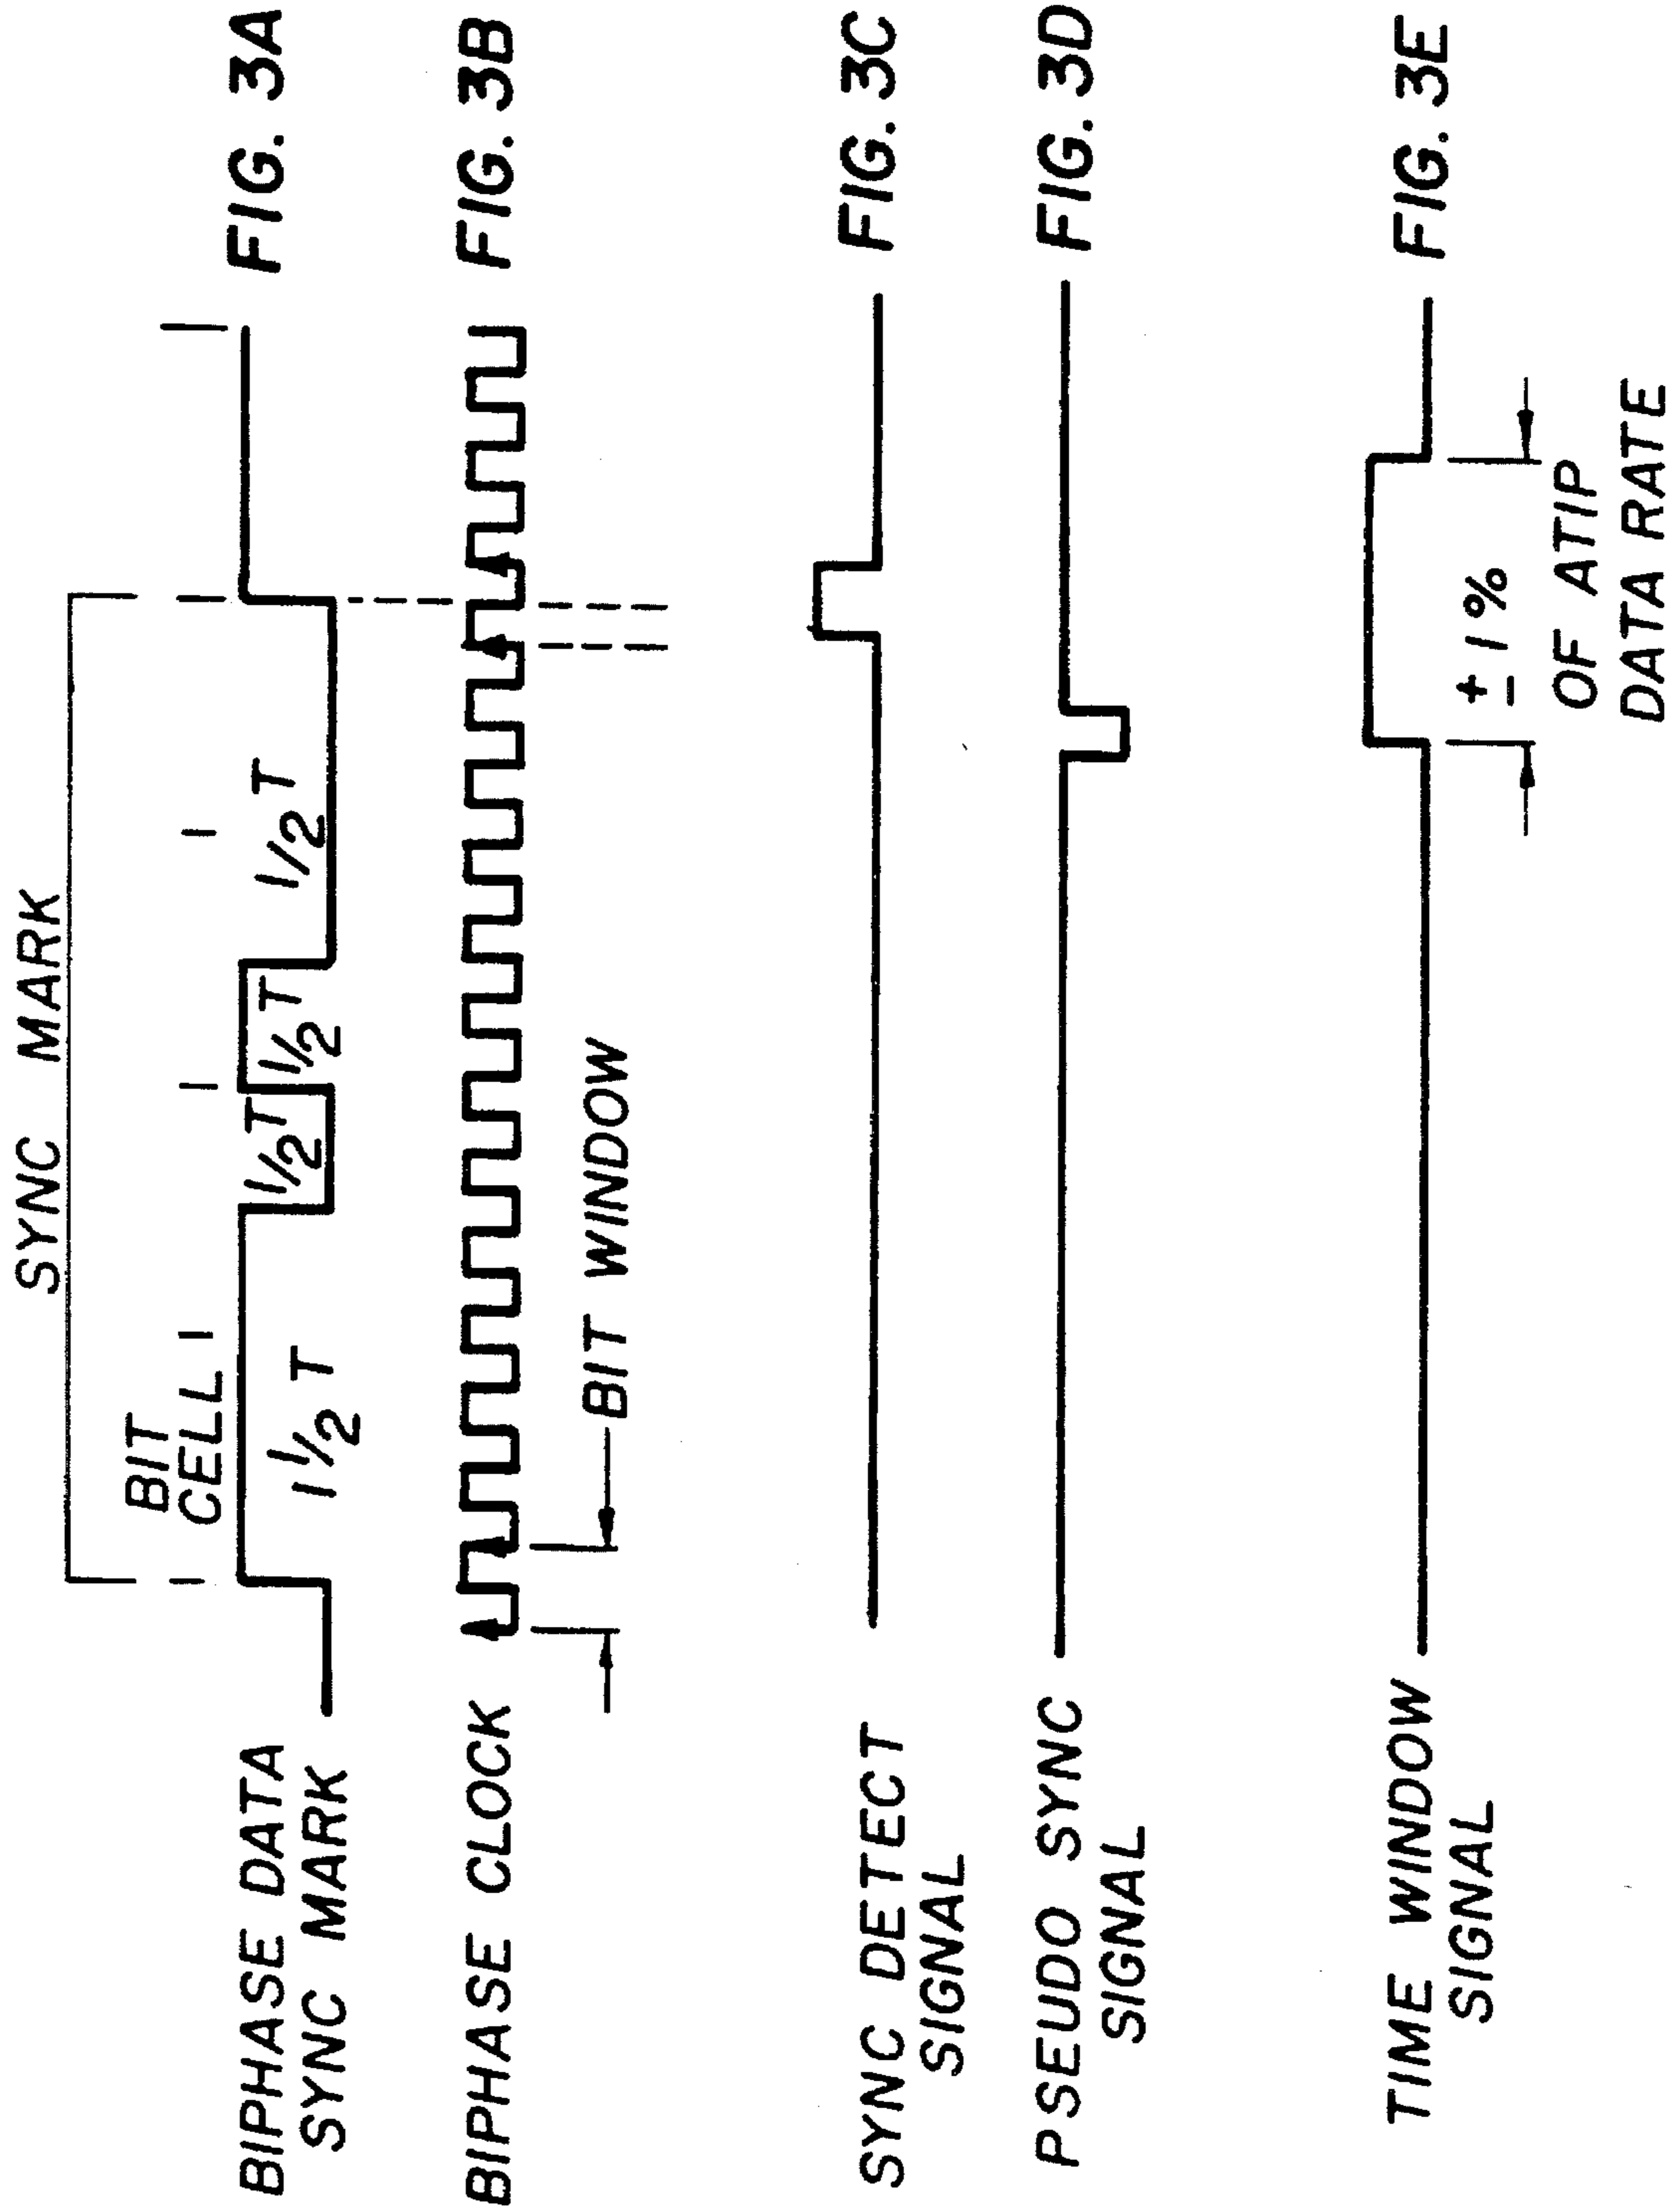 SYNC MARK
BIT
CELL
BIPHASE DATA
SYNC MARK
1 1/2 T
1/2 T
1/2 T
1/2 T
FIG. 3A
BIPHASE CLOCK
FIG. 3B
BIT WINDOW
SYNC DETECT
SIGNAL
FIG. 3C
PSEUDO SYNC
SIGNAL
FIG. 3D
TIME WINDOW
SIGNAL
FIG. 3E
± 1%
OF ATIP
DATA RATE